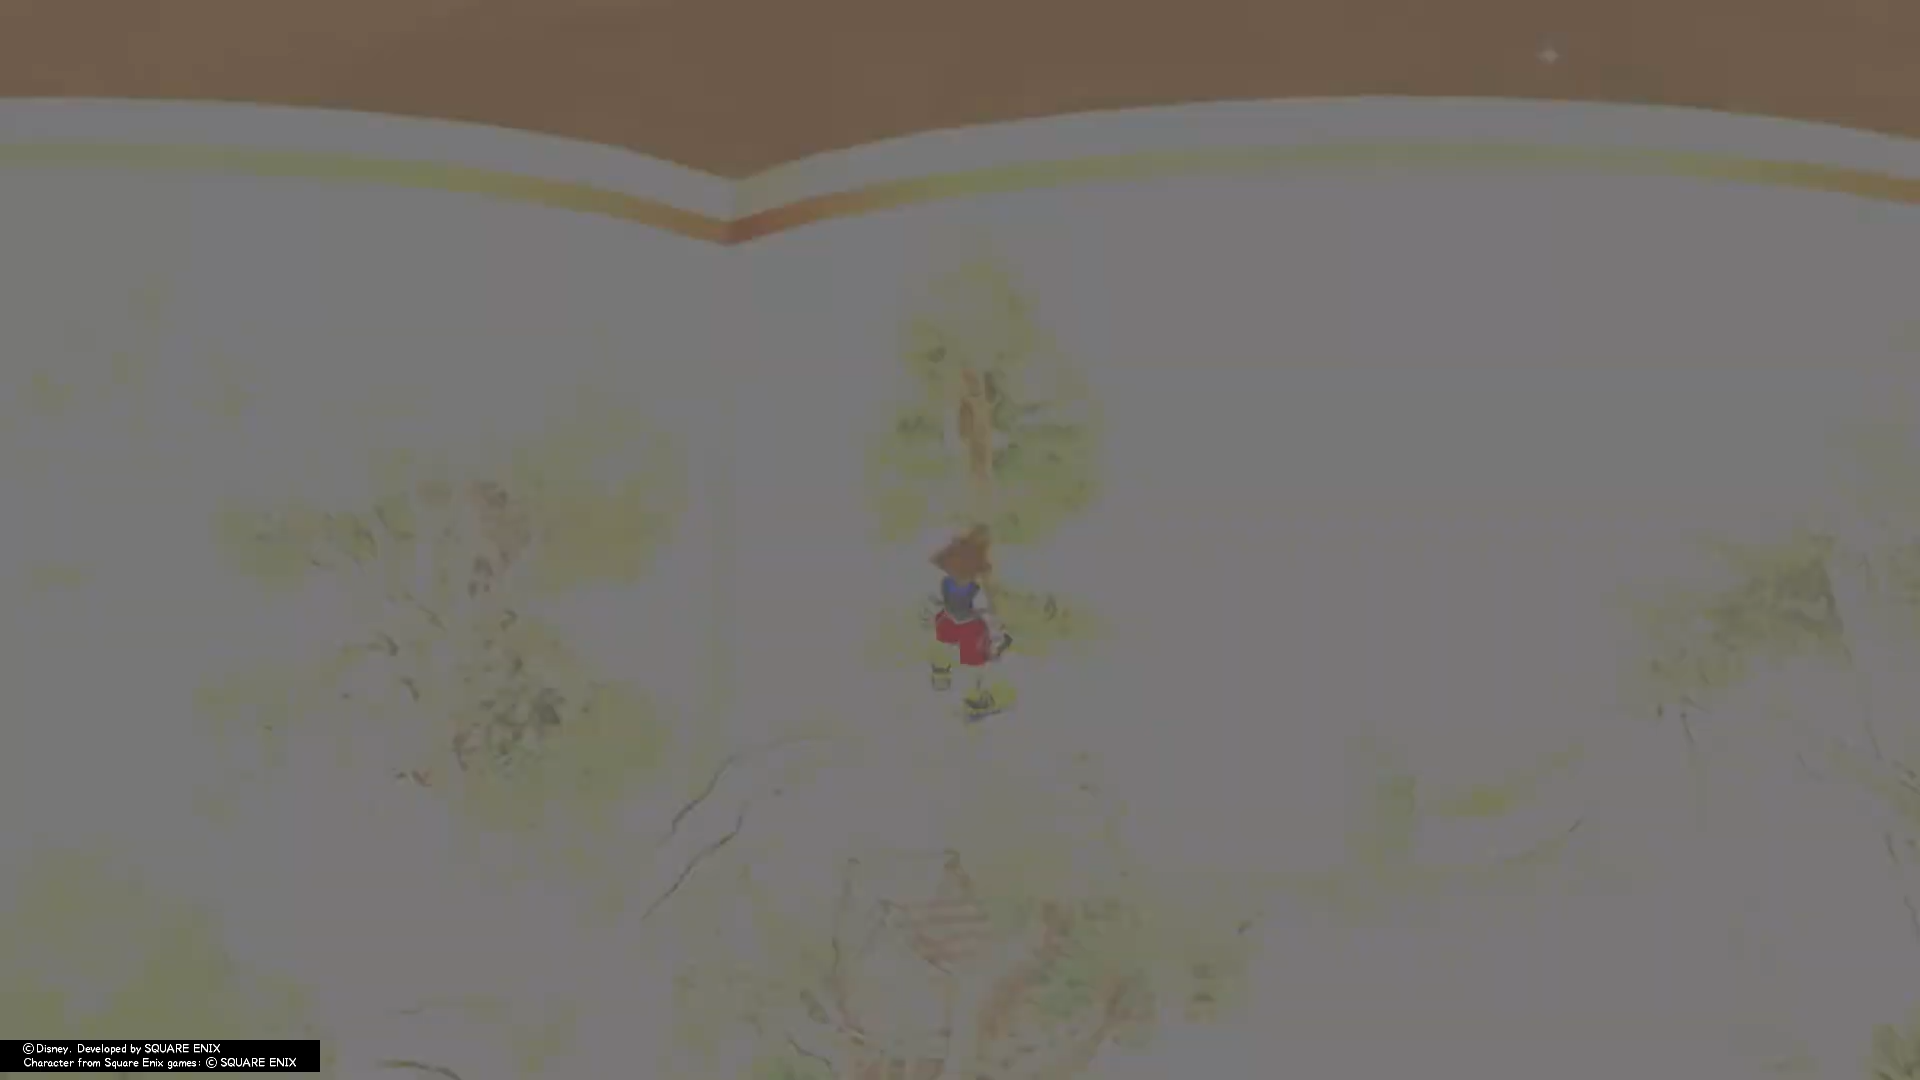 ©Disney. Developed by SQUARE ENIX
Character from Square Enix games: © SQUARE ENIX